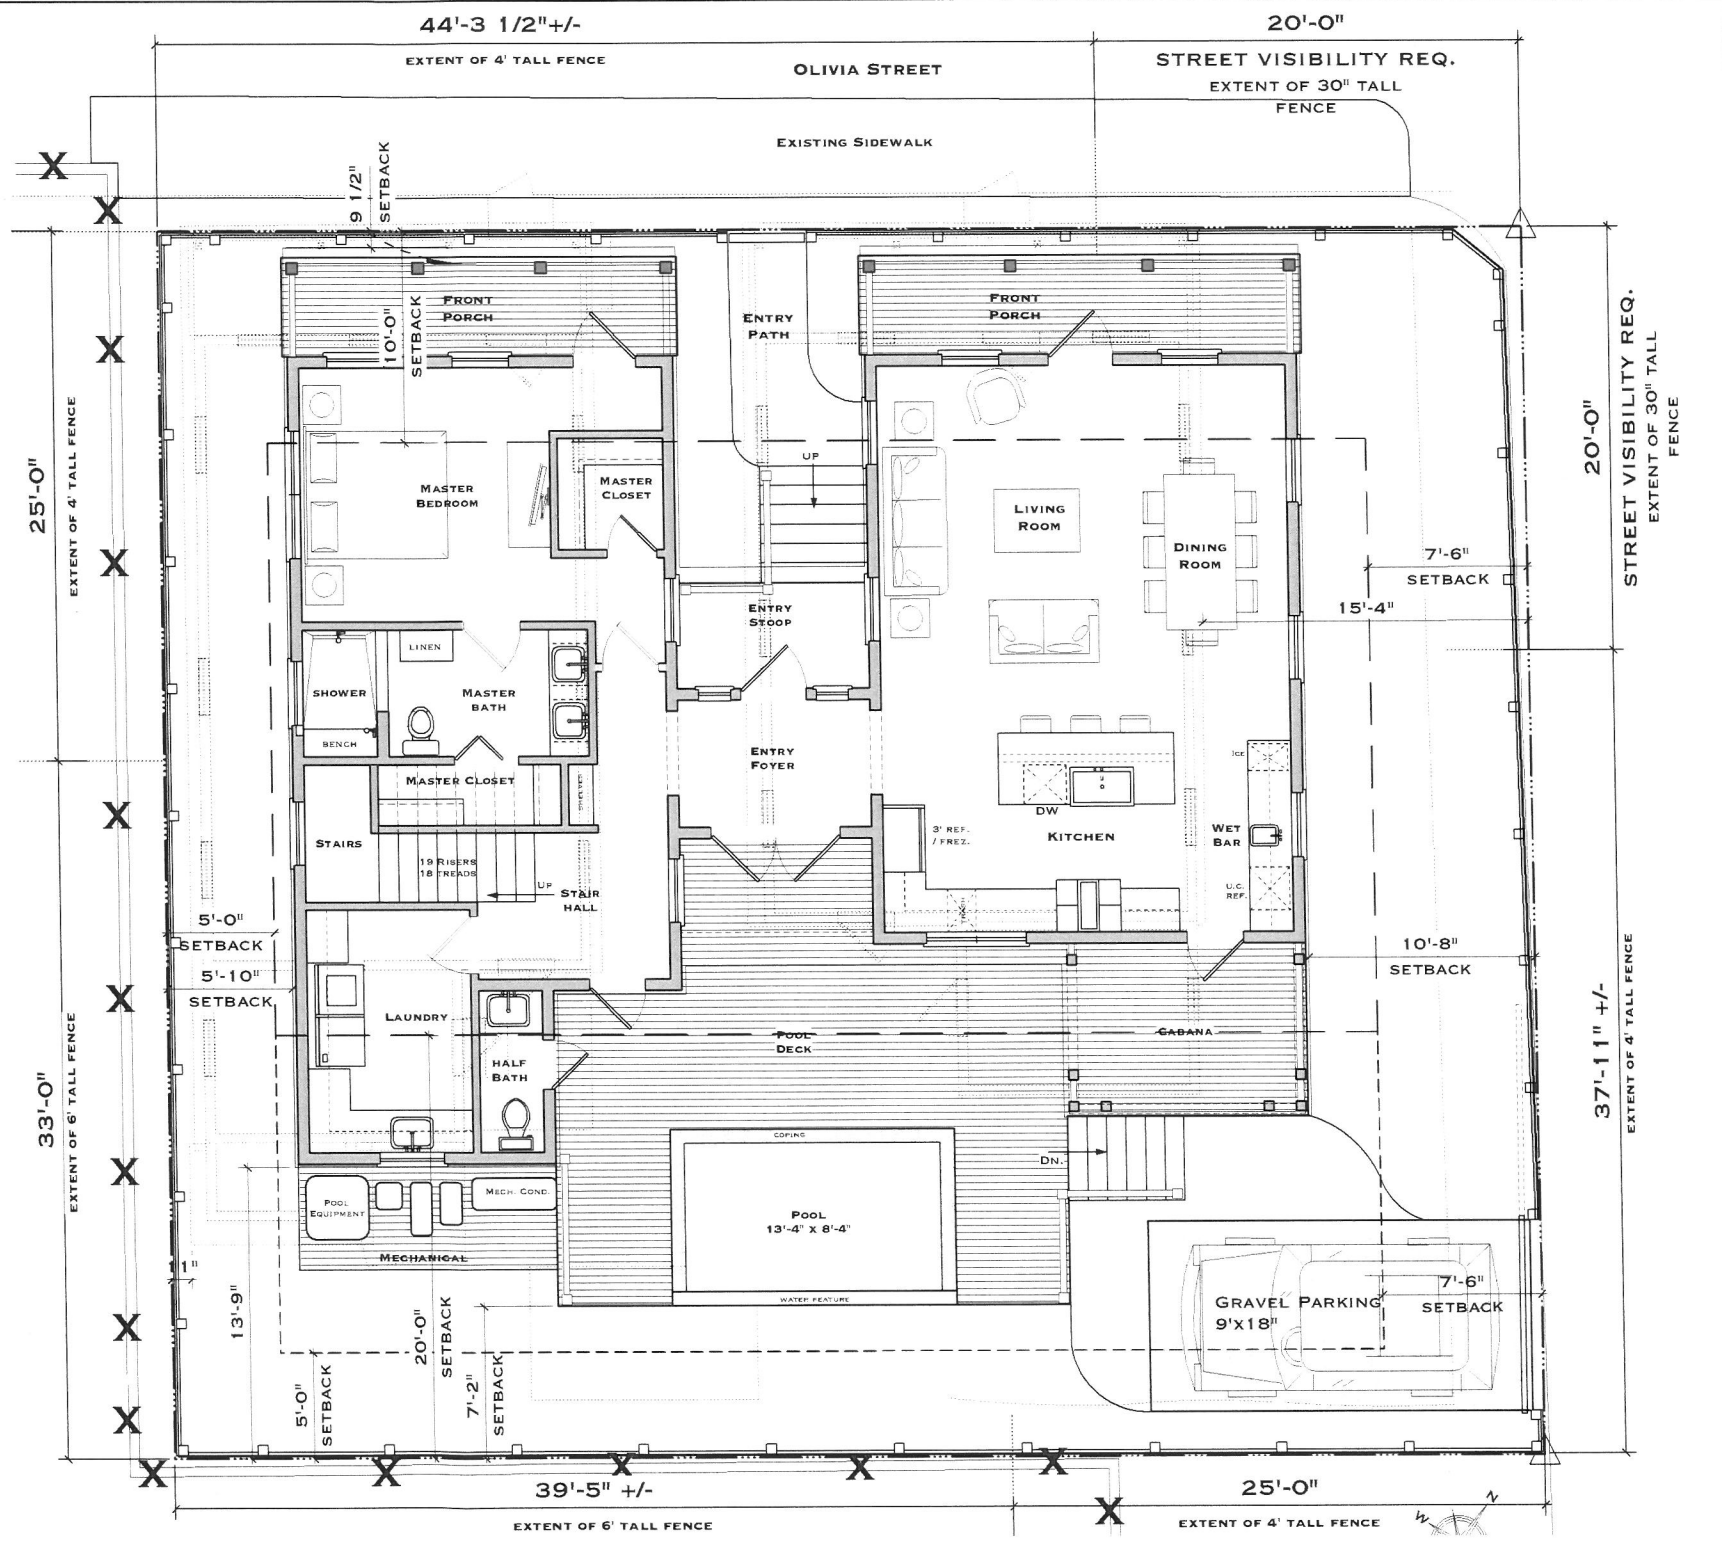 44'-3 1/2"+/-
20'-0"
EXTENT OF 4' TALL FENCE
OLIVIA STREET
STREET VISIBILITY REQ.
EXTENT OF 30" TALL
FENCE
EXISTING SIDEWALK
9 1/2"
SETBACK
10'-0"
SETBACK
FRONT
PORCH
ENTRY
PATH
FRONT
PORCH
25'-0"
EXTENT OF 4' TALL FENCE
20'-0"
STREET VISIBILITY REQ.
EXTENT OF 30" TALL
FENCE
UP
MASTER
BEDROOM
MASTER
CLOSET
LIVING
ROOM
DINING
ROOM
7'-6"
SETBACK
15'-4"
ENTRY
STOOP
LINEN
SHOWER
MASTER
BATH
BENCH
ENTRY
FOYER
ICE
MASTER CLOSET
SHELVES
DW
KITCHEN
3' REF.
/ FREZ.
WET
BAR
STAIRS
19 RISERS
18 TREADS
UP
STAIR
HALL
U.C.
REF.
TRASH
5'-0"
SETBACK
5'-10"
SETBACK
10'-8"
SETBACK
LAUNDRY
HALF
BATH
POOL
DECK
CABANA
33'-0"
EXTENT OF 6' TALL FENCE
37'-11" +/-
EXTENT OF 4' TALL FENCE
COPING
DN.
POOL
EQUIPMENT
MECH. COND.
POOL
13'-4" X 8'-4"
MECHANICAL
11"
WATER FEATURE
GRAVEL PARKING
9'X18"
7'-6"
SETBACK
13'-9"
20'-0"
SETBACK
5'-0"
SETBACK
7'-2"
SETBACK
39'-5" +/-
EXTENT OF 6' TALL FENCE
25'-0"
EXTENT OF 4' TALL FENCE
W
N